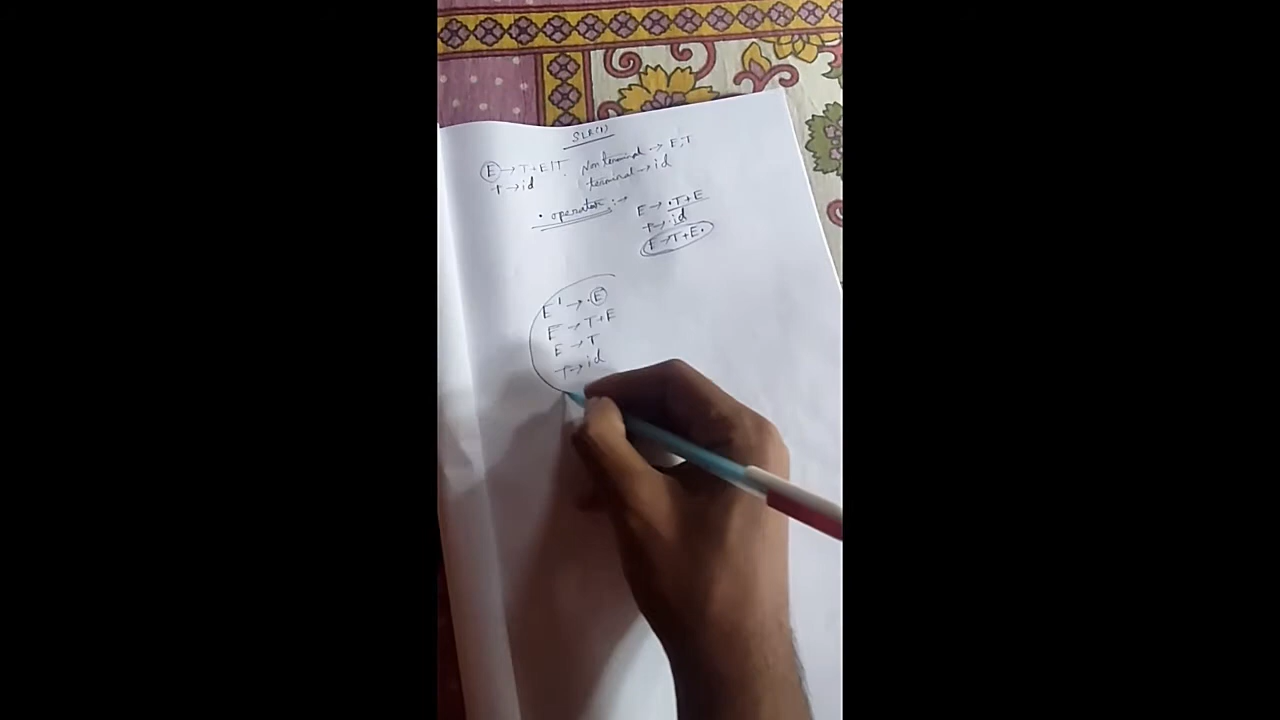 SLR(1)
E → T+E|T. Non terminal → E,T
T → id terminal → id
• operator :→
E → •T+E
T → •id
E → T+E•
E' → •E
E → T+E
E → T
T → id